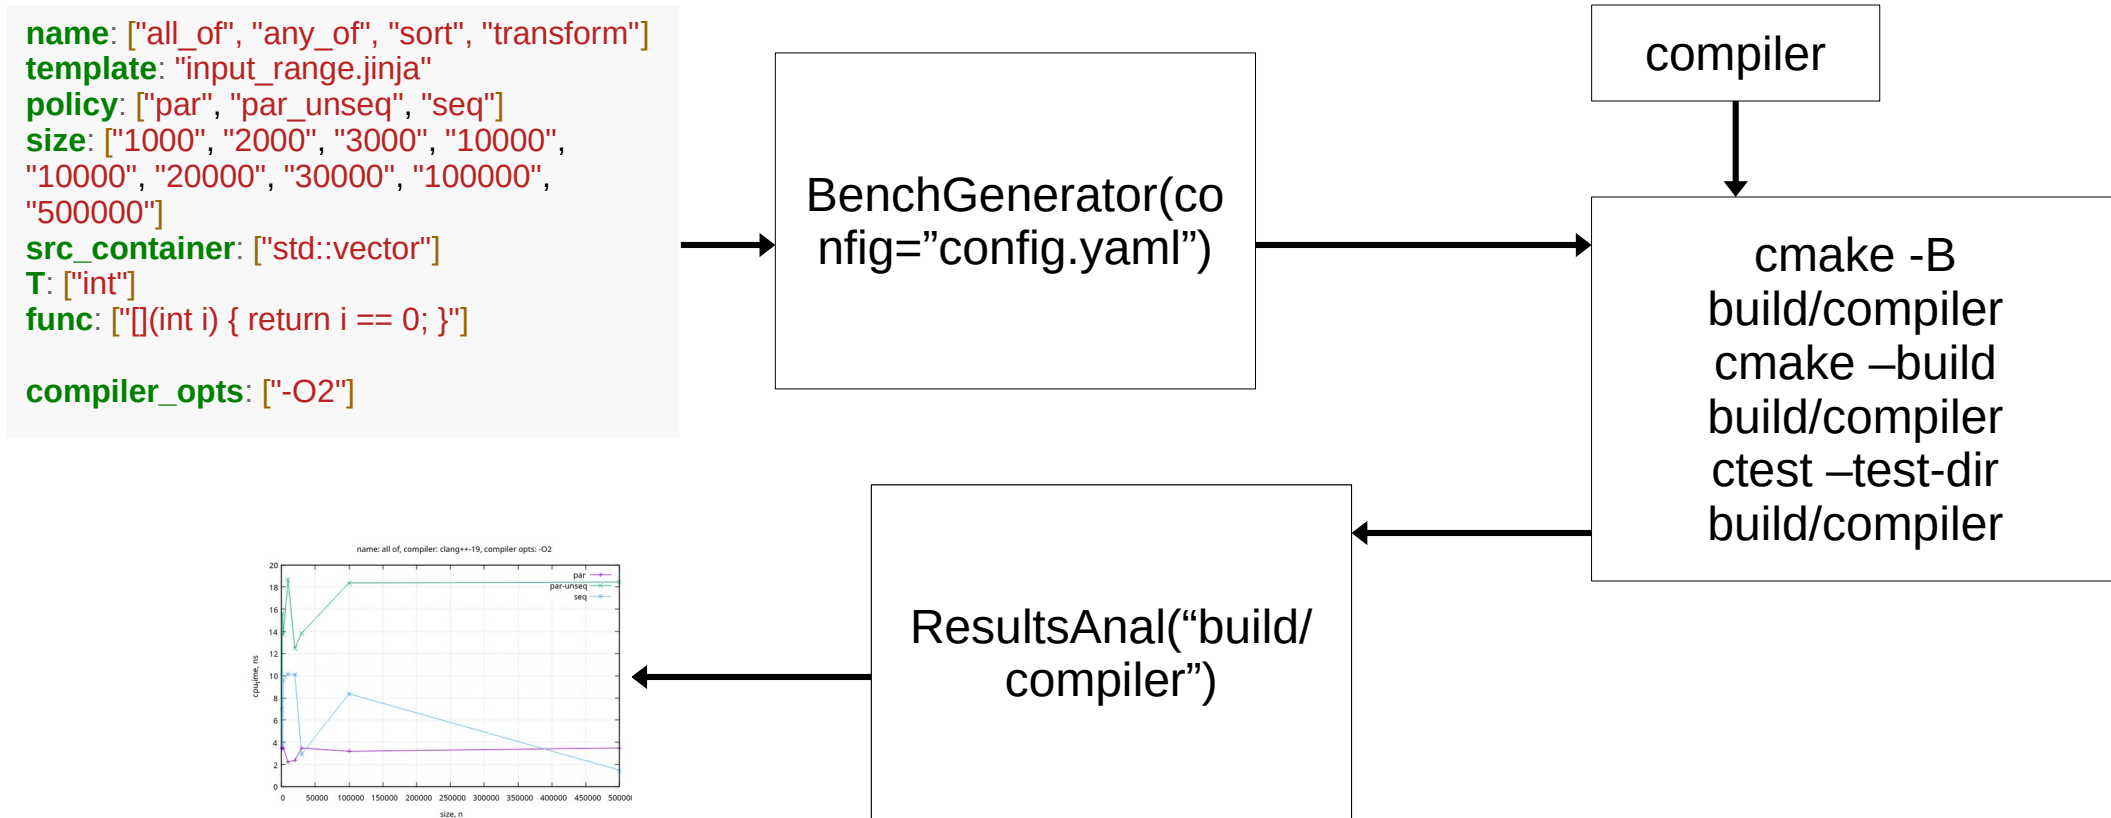 name: ["all_of", "any_of", "sort", "transform"]
template: "input_range.jinja"
policy: ["par", "par_unseq", "seq"]
size: ["1000", "2000", "3000", "10000",
"10000", "20000", "30000", "100000",
"500000"]
src_container: ["std::vector"]
T: ["int"]
func: ["[](int i) { return i == 0; }"]
compiler_opts: ["-O2"]
BenchGenerator(co
nfig=”config.yaml”)
compiler
cmake -B
build/compiler
cmake –build
build/compiler
ctest –test-dir
build/compiler
ResultsAnal(“build/
compiler”)
name: all of, compiler: clang++-19, compiler opts: -O2
par
par-unseq
seq
20
18
16
14
12
10
8
6
4
2
0
cpu_time, ns
0 50000 100000 150000 200000 250000 300000 350000 400000 450000 500000
size, n